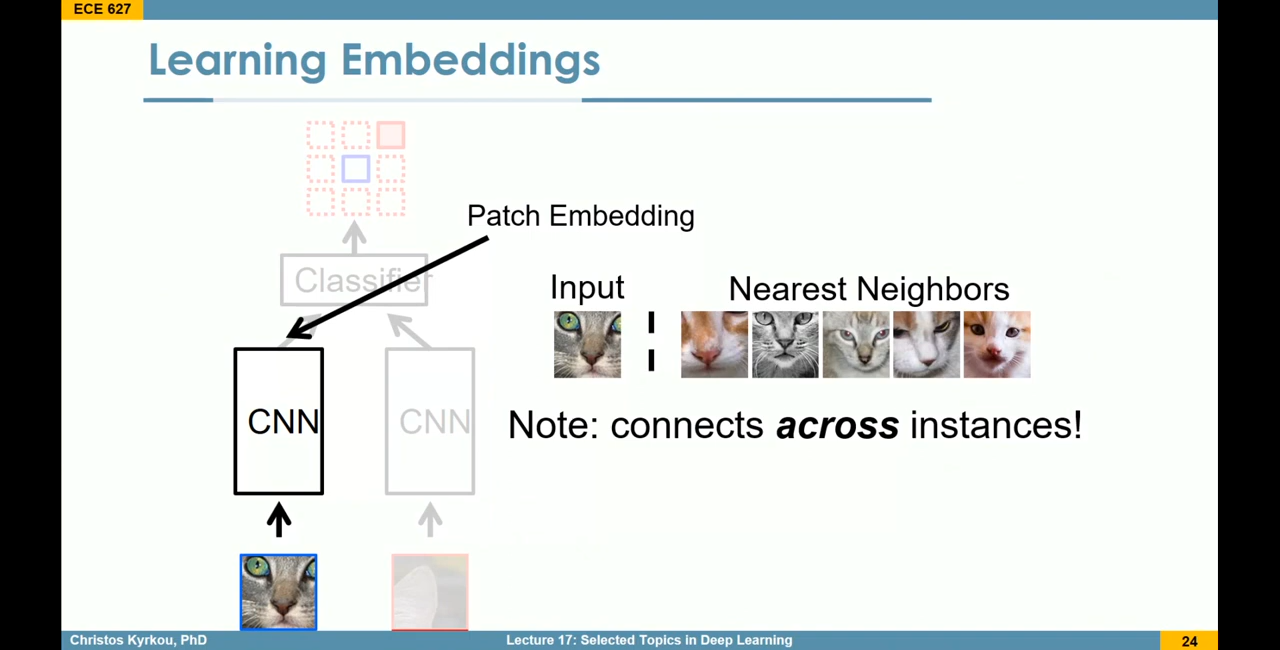 ECE 627
Learning Embeddings
Patch Embedding
Classifier
Input
Nearest Neighbors
CNN
CNN
Note: connects across instances!
Christos Kyrkou, PhD
Lecture 17: Selected Topics in Deep Learning
24